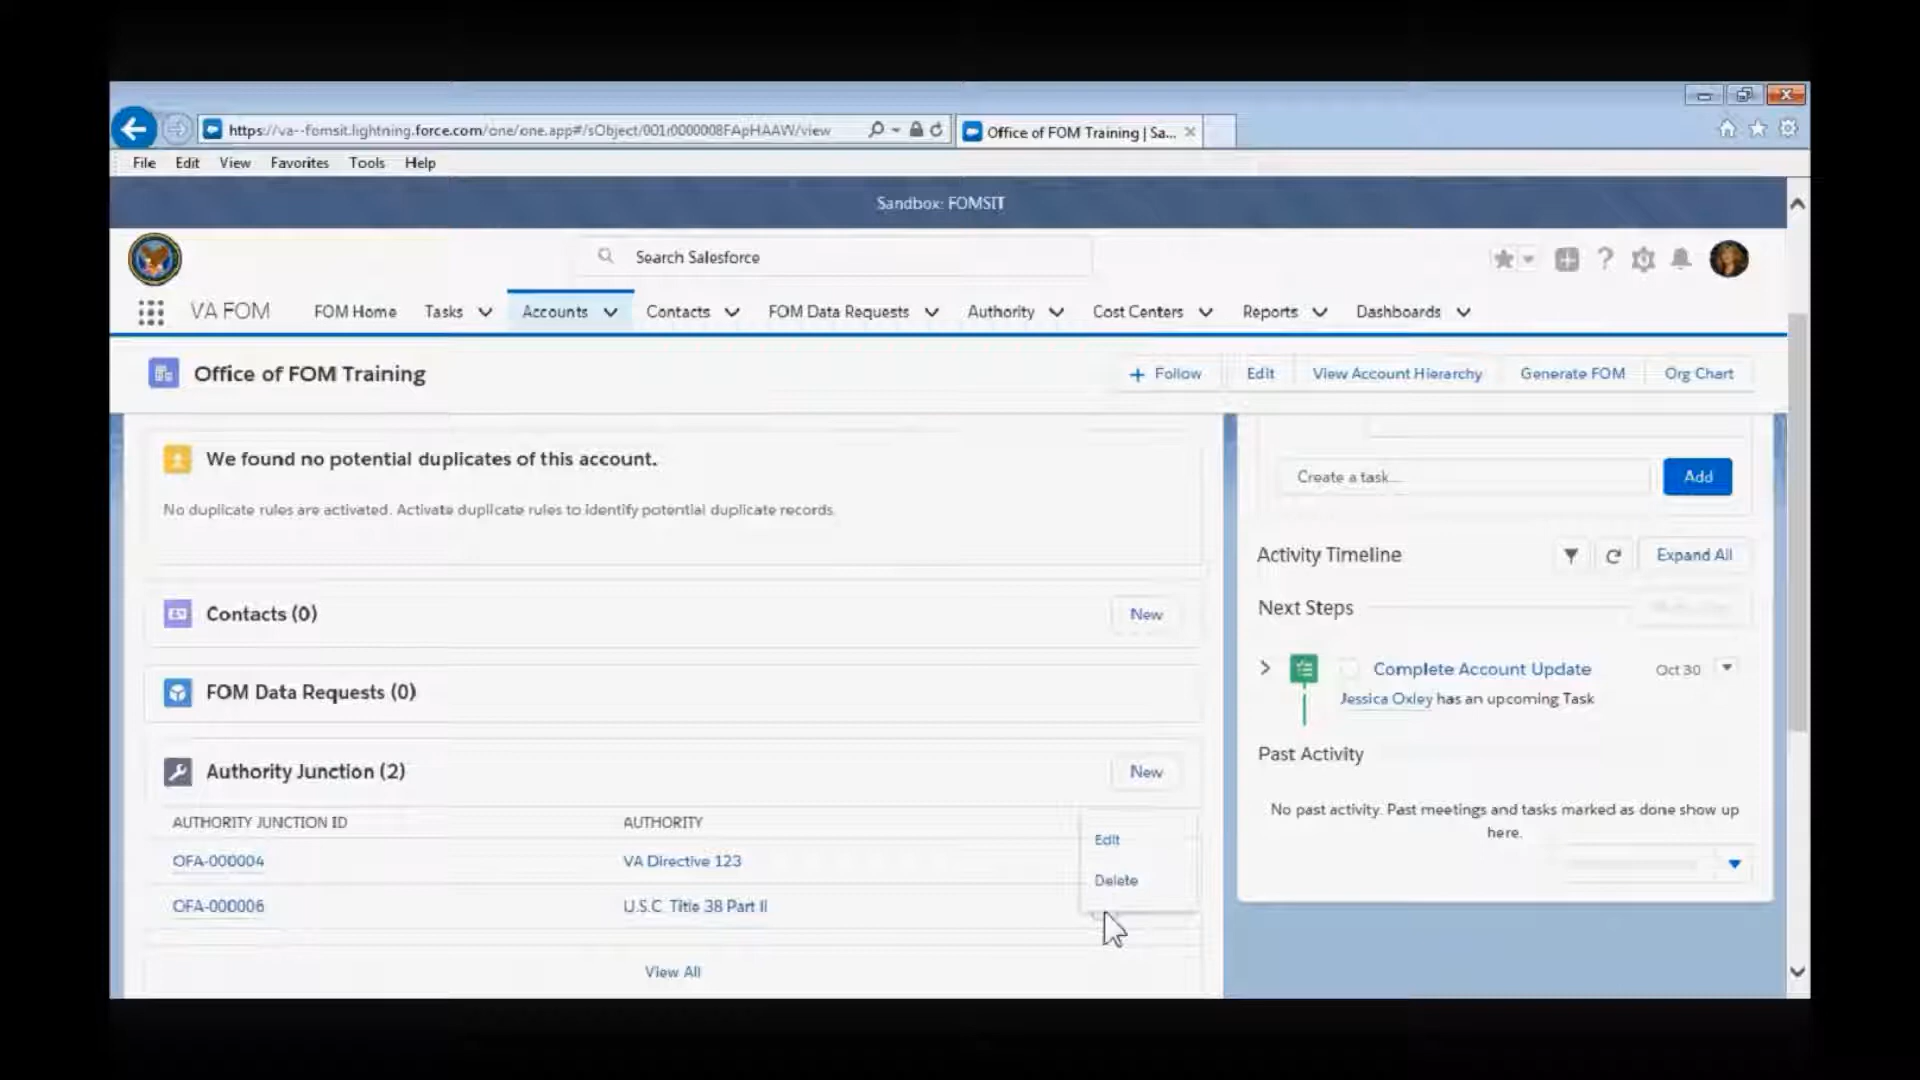 https://va--fomsit.lightning.force.com/one/one.app#/sObject/001r0000008FApHAAW/view
Office of FOM Training | Sa...
File Edit View Favorites Tools Help
Sandbox: FOMSIT
Search Salesforce
VA FOM FOM Home Tasks Accounts Contacts FOM Data Requests Authority Cost Centers Reports Dashboards
Office of FOM Training
+ Follow Edit View Account Hierarchy Generate FOM Org Chart
We found no potential duplicates of this account.
No duplicate rules are activated. Activate duplicate rules to identify potential duplicate records.
Contacts (0) New
FOM Data Requests (0)
Authority Junction (2) New
AUTHORITY JUNCTION ID AUTHORITY
OFA-000004 VA Directive 123
OFA-000006 U.S.C. Title 38 Part II
Edit
Delete
View All
Create a task... Add
Activity Timeline Expand All
Next Steps
Complete Account Update Oct 30
Jessica Oxley has an upcoming Task
Past Activity
No past activity. Past meetings and tasks marked as done show up
here.